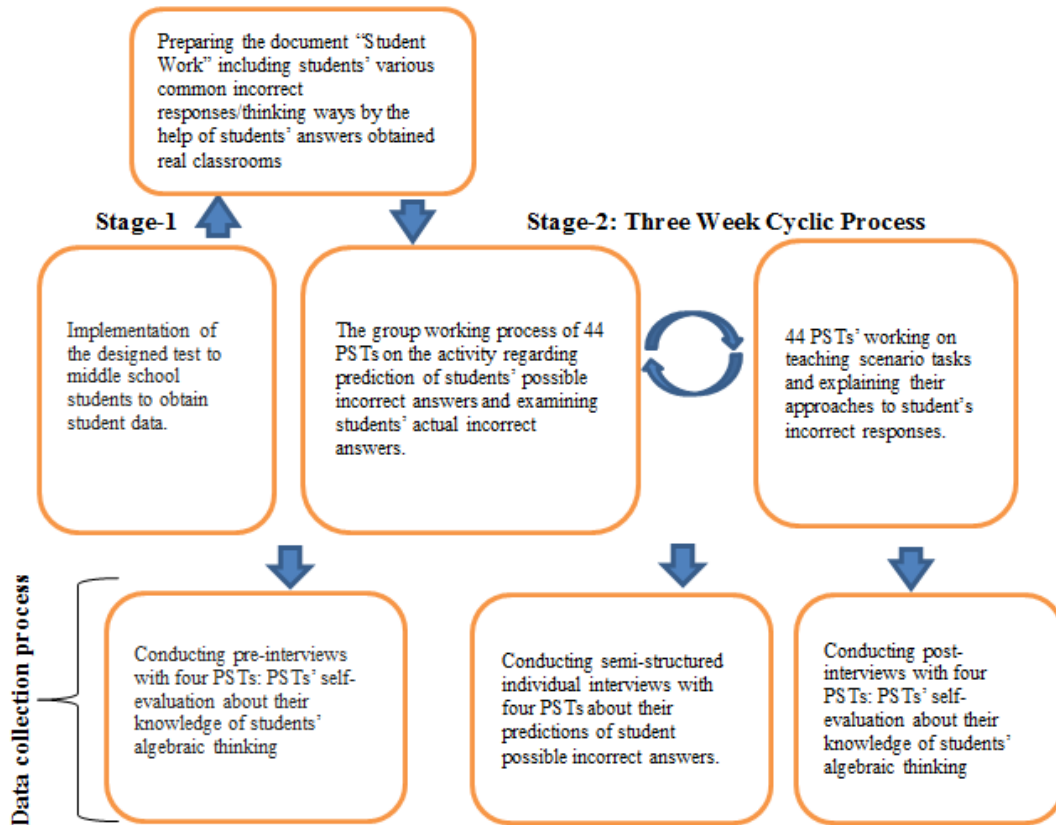 Preparing the document “Student
Work” including students’ various
common incorrect
responses/thinking ways by the
help of students’ answers obtained
real classrooms
Stage-1
Stage-2: Three Week Cyclic Process
Implementation of
the designed test to
middle school
students to obtain
student data.
The group working process of 44
PSTs on the activity regarding
prediction of students’ possible
incorrect answers and examining
students’ actual incorrect
answers.
44 PSTs’ working on
teaching scenario tasks
and explaining their
approaches to student’s
incorrect responses.
Data collection process
Conducting pre-interviews
with four PSTs: PSTs’ self-
evaluation about their
knowledge of students’
algebraic thinking
Conducting semi-structured
individual interviews with
four PSTs about their
predictions of student
possible incorrect answers.
Conducting post-
interviews with four
PSTs: PSTs’ self-
evaluation about their
knowledge of students’
algebraic thinking